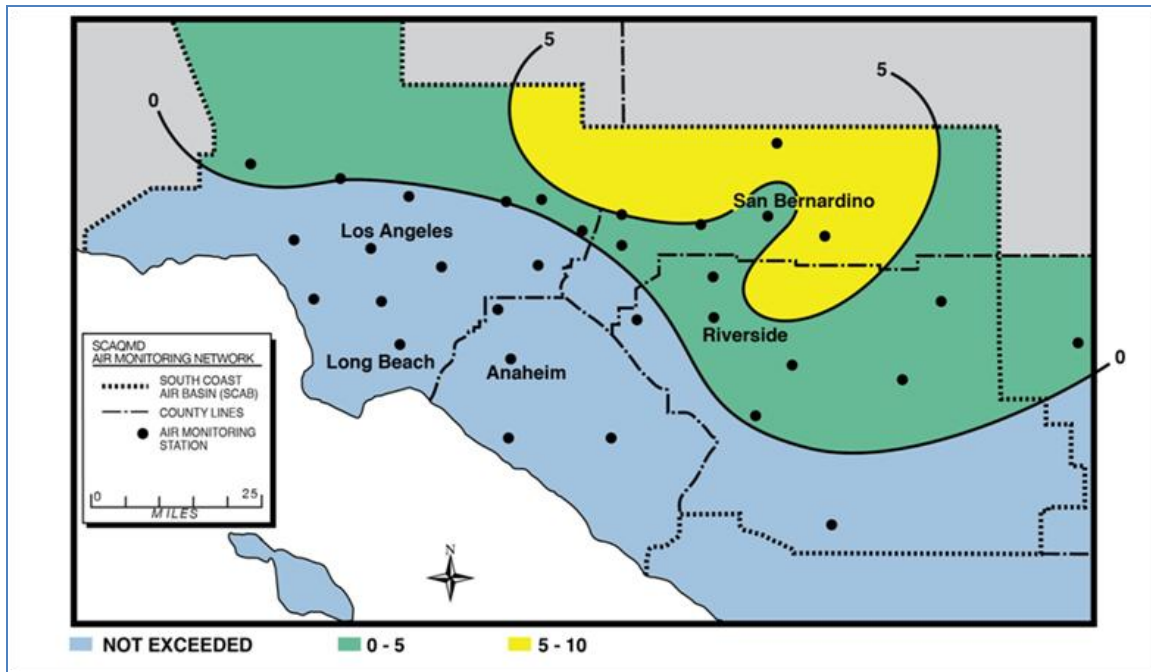 5
5
0
San Bernardino
Los Angeles
Riverside
SCAQMD
AIR MONITORING NETWORK
SOUTH COAST
AIR BASIN (SCAB)
COUNTY LINES
AIR MONITORING
STATION
0 25
MILES
Long Beach
Anaheim
0
N
NOT EXCEEDED 0 - 5 5 - 10